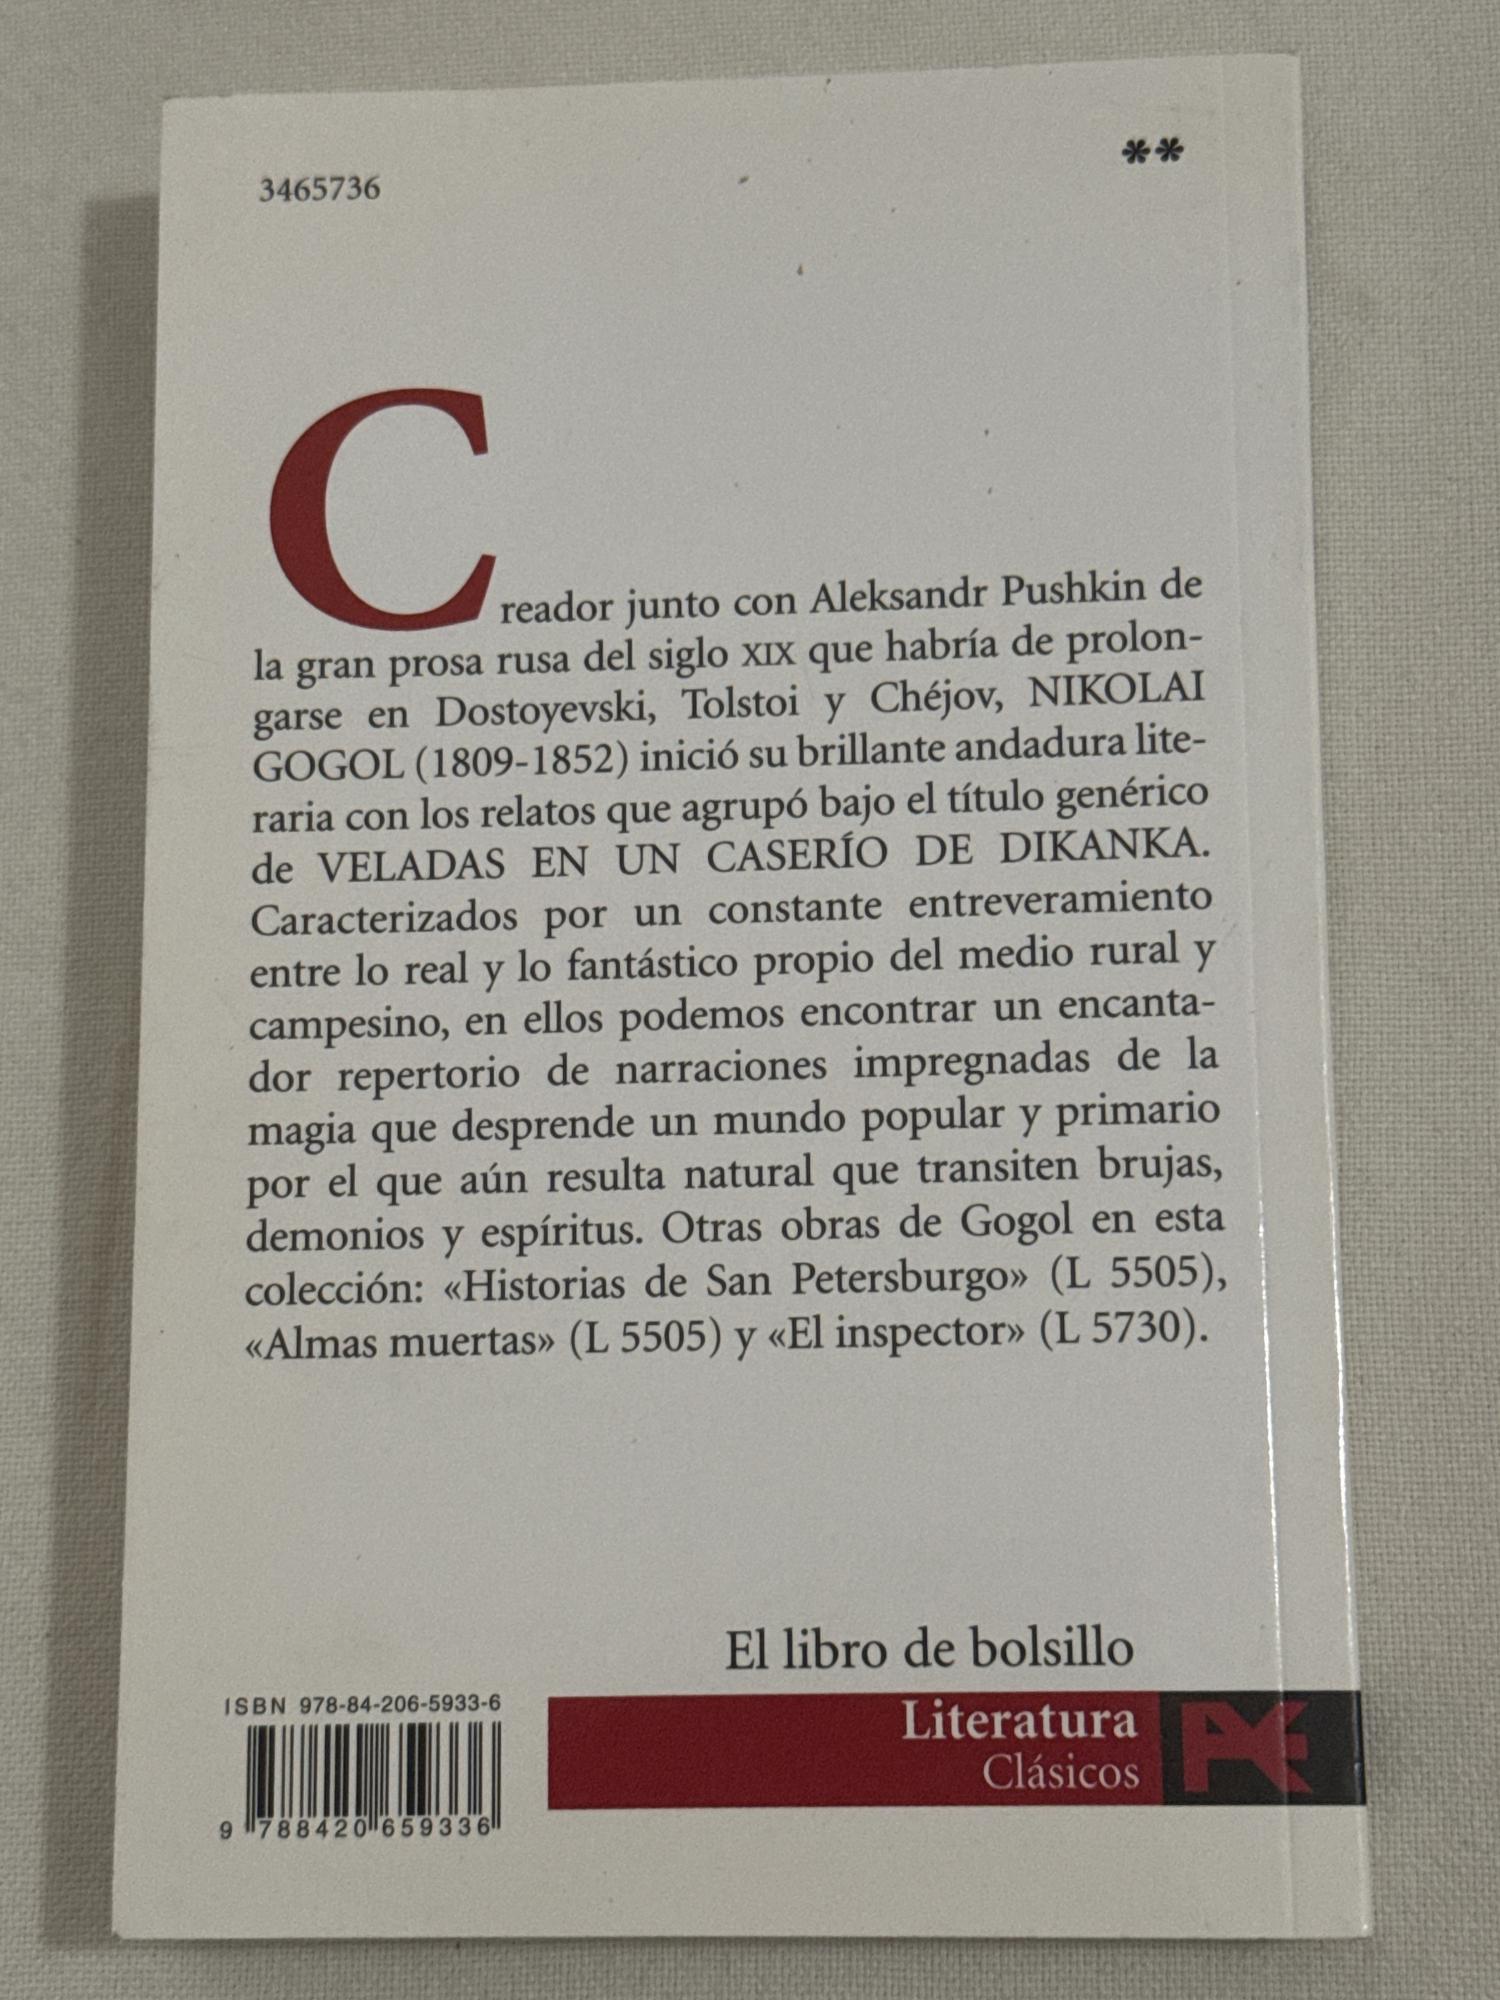 **
3465736
Creador junto con Aleksandr Pushkin de
la gran prosa rusa del siglo XIX que habría de prolon-
garse en Dostoyevski, Tolstoi y Chéjov, NIKOLAI
GOGOL (1809-1852) inició su brillante andadura lite-
raria con los relatos que agrupó bajo el título genérico
de VELADAS EN UN CASERÍO DE DIKANKA.
Caracterizados por un constante entreveramiento
entre lo real y lo fantástico propio del medio rural y
campesino, en ellos podemos encontrar un encanta-
dor repertorio de narraciones impregnadas de la
magia que desprende un mundo popular y primario
por el que aún resulta natural que transiten brujas,
demonios y espíritus. Otras obras de Gogol en esta
colección: «Historias de San Petersburgo» (L 5505),
«Almas muertas» (L 5505) y «El inspector» (L 5730).
El libro de bolsillo
Literatura
Clásicos
ISBN 978-84-206-5933-6
9 788420 659336